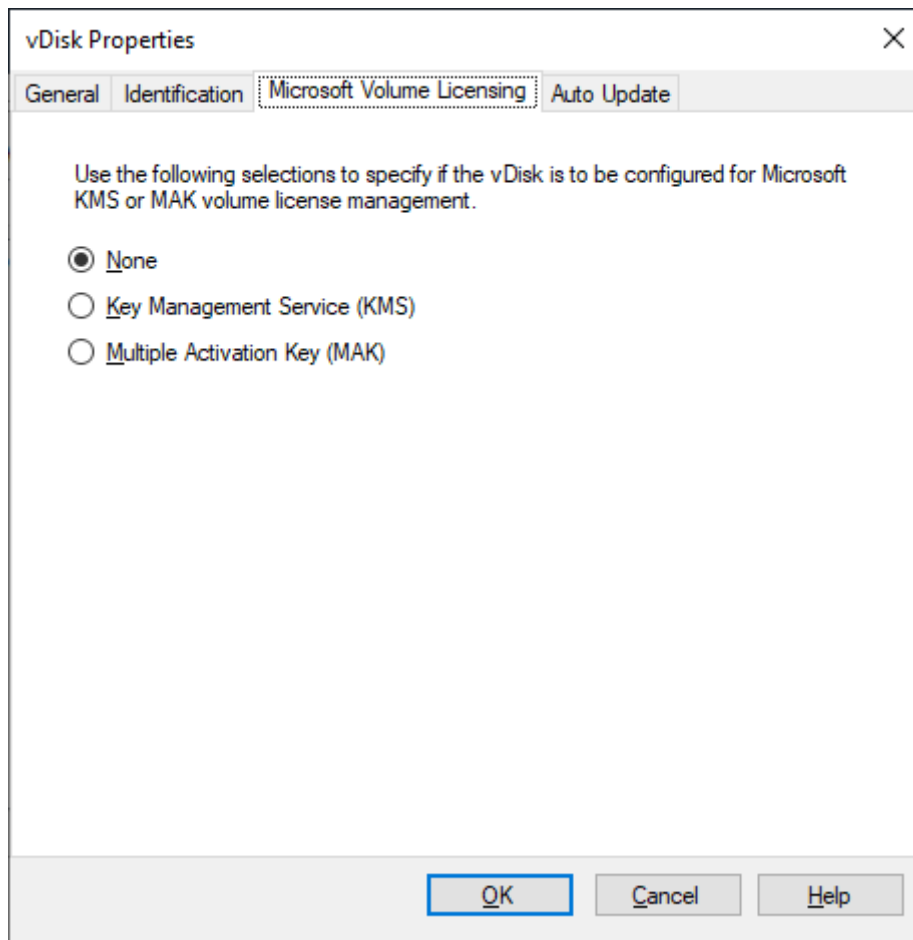 vDisk Properties
General Identification Microsoft Volume Licensing Auto Update
Use the following selections to specify if the vDisk is to be configured for Microsoft
KMS or MAK volume license management.
None
Key Management Service (KMS)
Multiple Activation Key (MAK)
OK Cancel Help